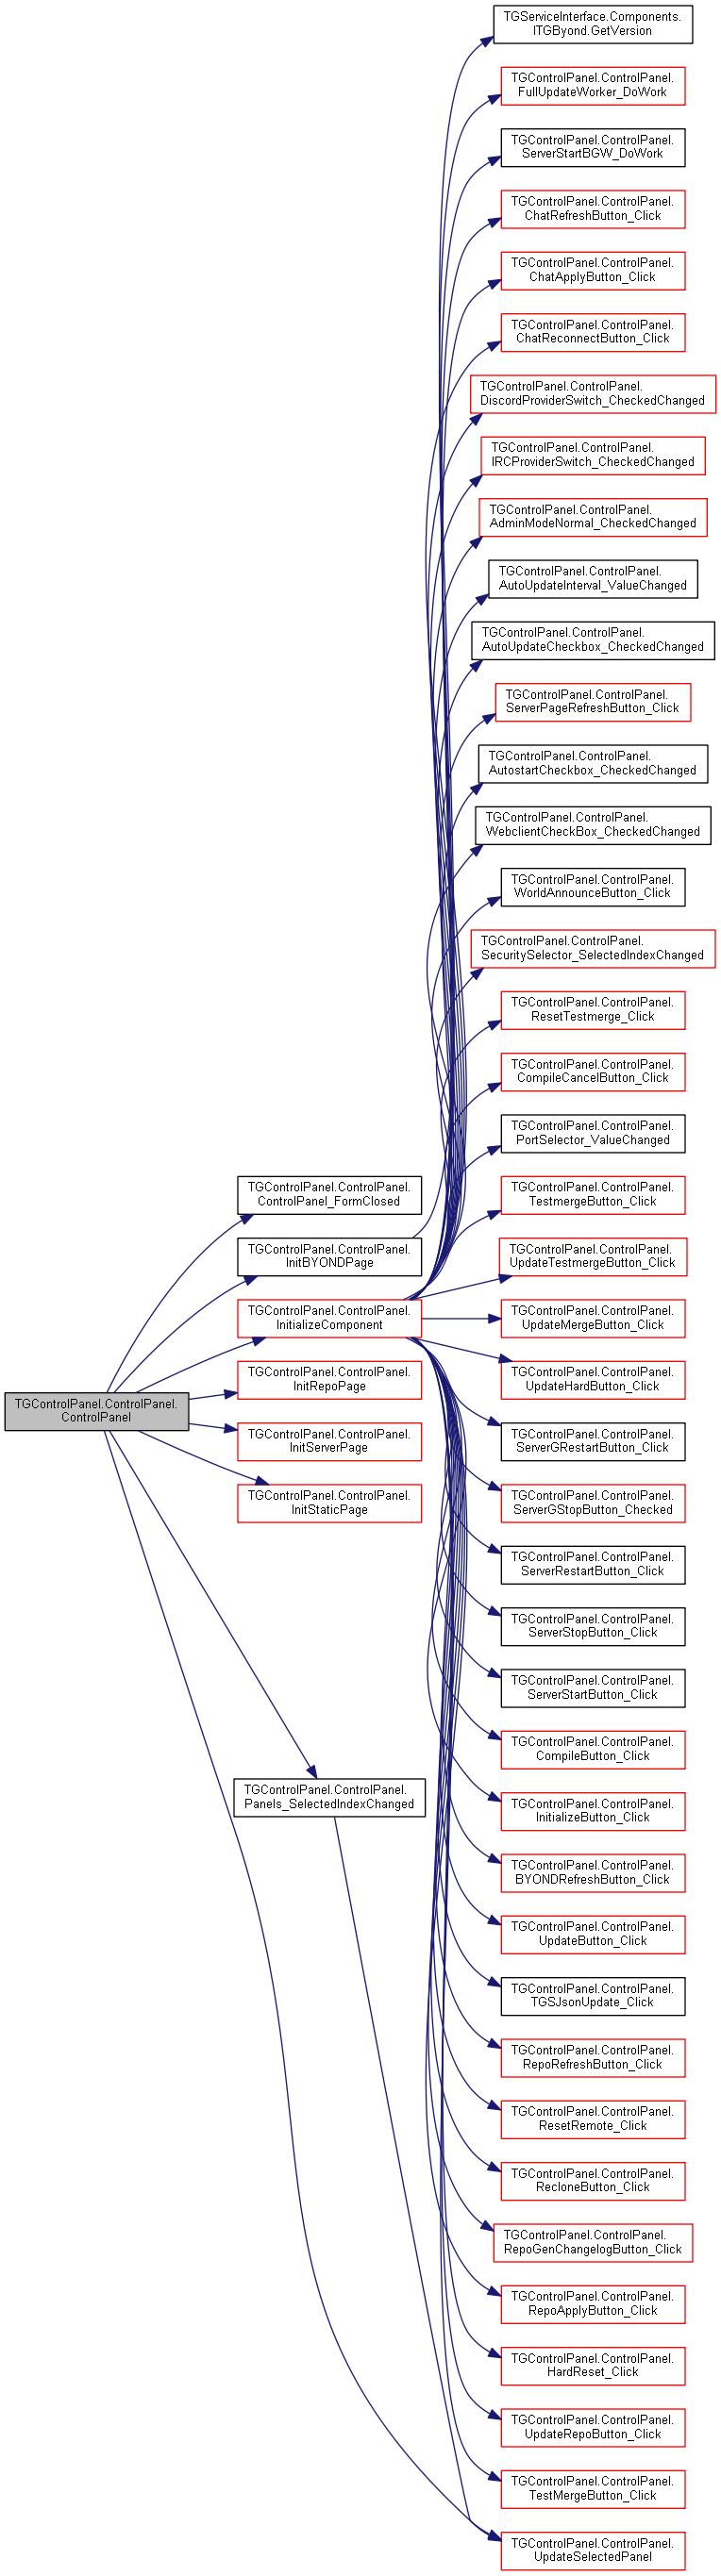 TGServiceInterface.Components.
ITGByond.GetVersion
TGControlPanel.ControlPanel.
FullUpdateWorker_DoWork
TGControlPanel.ControlPanel.
ServerStartBGW_DoWork
TGControlPanel.ControlPanel.
ChatRefreshButton_Click
TGControlPanel.ControlPanel.
ChatApplyButton_Click
TGControlPanel.ControlPanel.
ChatReconnectButton_Click
TGControlPanel.ControlPanel.
DiscordProviderSwitch_CheckedChanged
TGControlPanel.ControlPanel.
IRCProviderSwitch_CheckedChanged
TGControlPanel.ControlPanel.
AdminModeNormal_CheckedChanged
TGControlPanel.ControlPanel.
AutoUpdateInterval_ValueChanged
TGControlPanel.ControlPanel.
AutoUpdateCheckbox_CheckedChanged
TGControlPanel.ControlPanel.
ServerPageRefreshButton_Click
TGControlPanel.ControlPanel.
AutostartCheckbox_CheckedChanged
TGControlPanel.ControlPanel.
WebclientCheckBox_CheckedChanged
TGControlPanel.ControlPanel.
WorldAnnounceButton_Click
TGControlPanel.ControlPanel.
SecuritySelector_SelectedIndexChanged
TGControlPanel.ControlPanel.
ResetTestmerge_Click
TGControlPanel.ControlPanel.
CompileCancelButton_Click
TGControlPanel.ControlPanel.
PortSelector_ValueChanged
TGControlPanel.ControlPanel.
ControlPanel_FormClosed
TGControlPanel.ControlPanel.
TestmergeButton_Click
TGControlPanel.ControlPanel.
InitBYONDPage
TGControlPanel.ControlPanel.
UpdateTestmergeButton_Click
TGControlPanel.ControlPanel.
InitializeComponent
TGControlPanel.ControlPanel.
UpdateMergeButton_Click
TGControlPanel.ControlPanel.
InitRepoPage
TGControlPanel.ControlPanel.
UpdateHardButton_Click
TGControlPanel.ControlPanel.
ControlPanel
TGControlPanel.ControlPanel.
InitServerPage
TGControlPanel.ControlPanel.
ServerGRestartButton_Click
TGControlPanel.ControlPanel.
InitStaticPage
TGControlPanel.ControlPanel.
ServerGStopButton_Checked
TGControlPanel.ControlPanel.
ServerRestartButton_Click
TGControlPanel.ControlPanel.
ServerStopButton_Click
TGControlPanel.ControlPanel.
ServerStartButton_Click
TGControlPanel.ControlPanel.
CompileButton_Click
TGControlPanel.ControlPanel.
Panels_SelectedIndexChanged
TGControlPanel.ControlPanel.
InitializeButton_Click
TGControlPanel.ControlPanel.
BYONDRefreshButton_Click
TGControlPanel.ControlPanel.
UpdateButton_Click
TGControlPanel.ControlPanel.
TGSJsonUpdate_Click
TGControlPanel.ControlPanel.
RepoRefreshButton_Click
TGControlPanel.ControlPanel.
ResetRemote_Click
TGControlPanel.ControlPanel.
RecloneButton_Click
TGControlPanel.ControlPanel.
RepoGenChangelogButton_Click
TGControlPanel.ControlPanel.
RepoApplyButton_Click
TGControlPanel.ControlPanel.
HardReset_Click
TGControlPanel.ControlPanel.
UpdateRepoButton_Click
TGControlPanel.ControlPanel.
TestMergeButton_Click
TGControlPanel.ControlPanel.
UpdateSelectedPanel